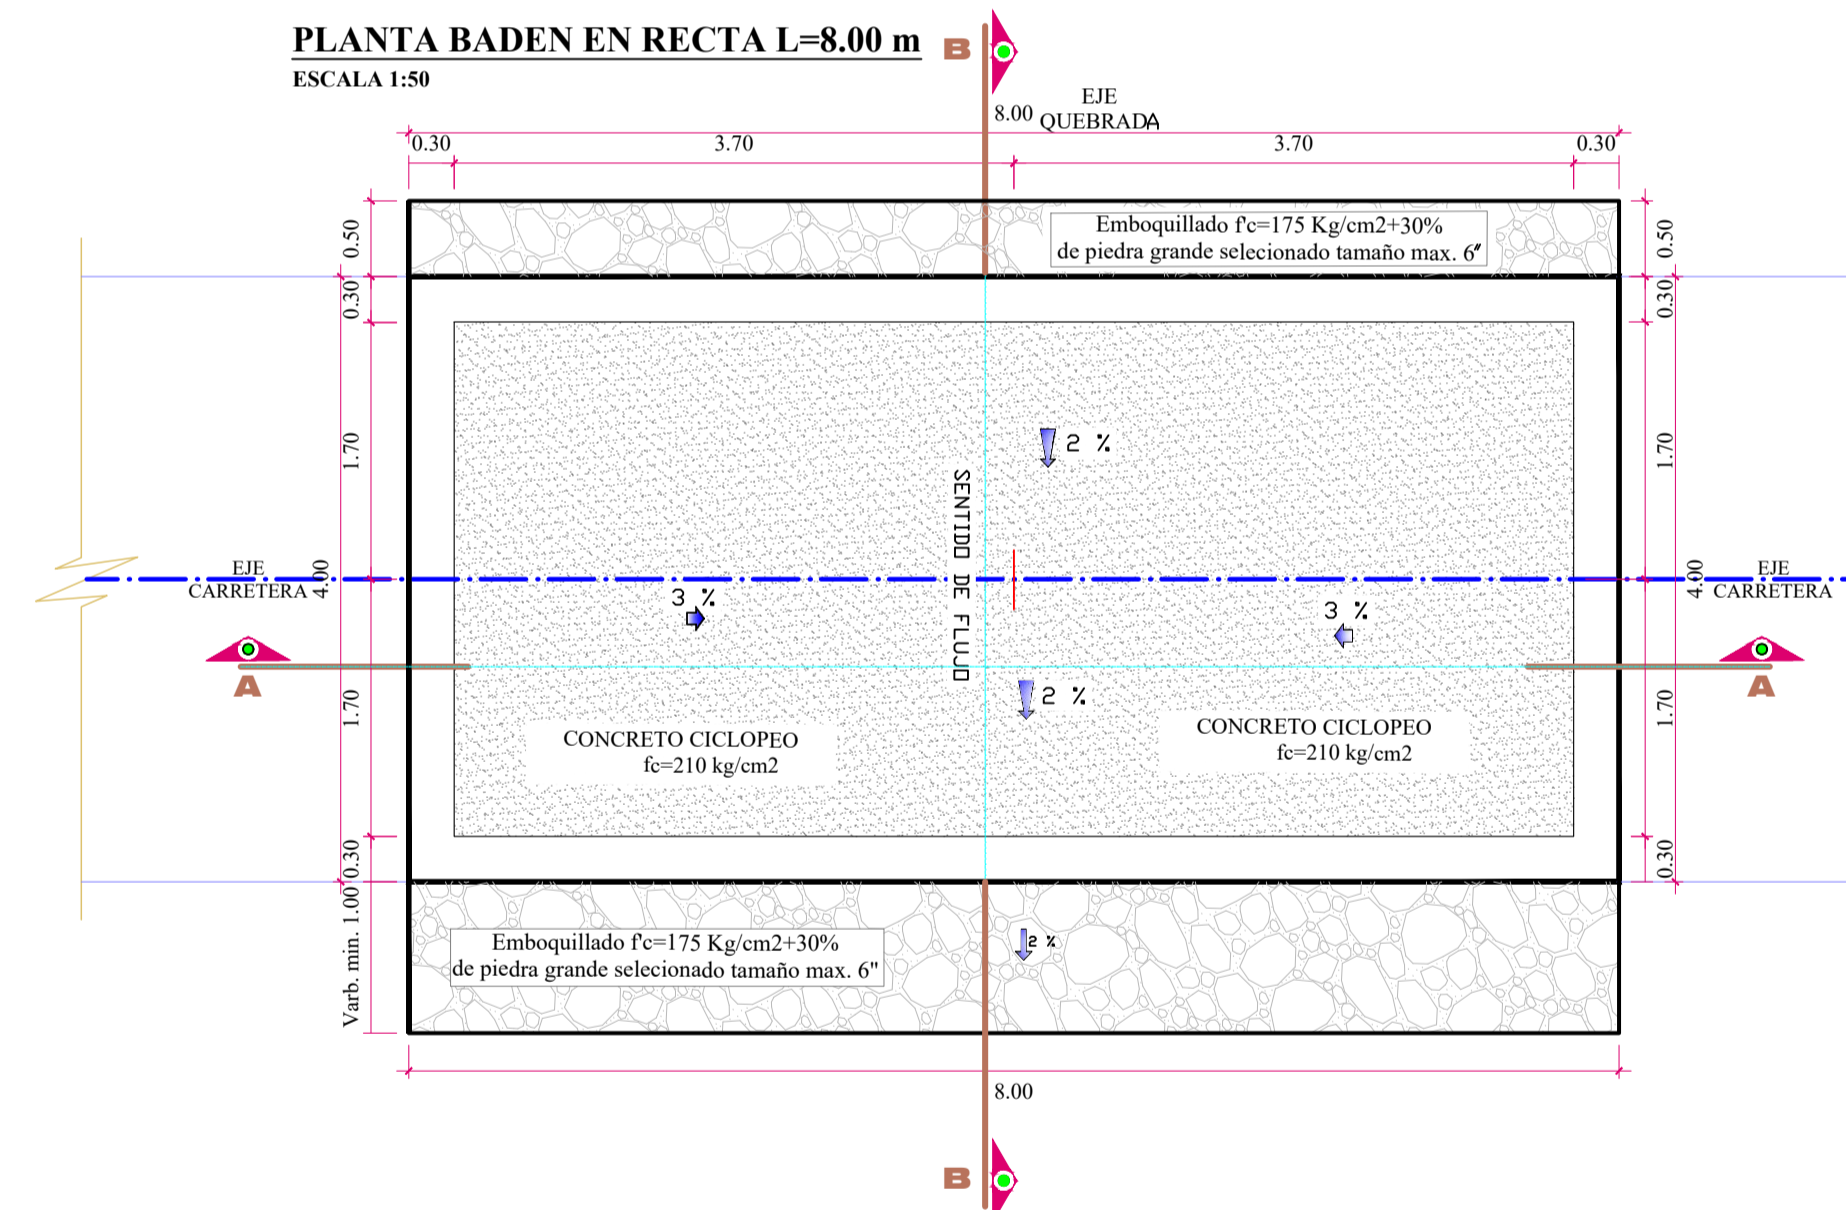 PLANTA BADEN EN RECTA L=8.00 m
ESCALA 1:50
B
EJE
QUEBRADA
8.00
0.30
3.70
3.70
0.30
0.50
0.50
Emboquillado f'c=175 Kg/cm2+30%
de piedra grande selecionado tamaño max. 6"
0.30
0.30
1.70
1.70
2 %
SENTIDO DE FLUJO
EJE
CARRETERA
4.00
4.00
EJE
CARRETERA
3 %
3 %
A
A
2 %
1.70
1.70
CONCRETO CICLOPEO
fc=210 kg/cm2
CONCRETO CICLOPEO
fc=210 kg/cm2
0.30
0.30
Varb. min. 1.00
Emboquillado f'c=175 Kg/cm2+30%
de piedra grande selecionado tamaño max. 6"
2 %
8.00
B